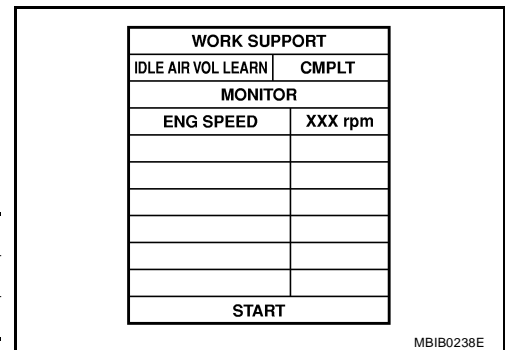 WORK SUPPORT
IDLE AIR VOL LEARN CMPLT
MONITOR
ENG SPEED XXX rpm
START
MBIB0238E